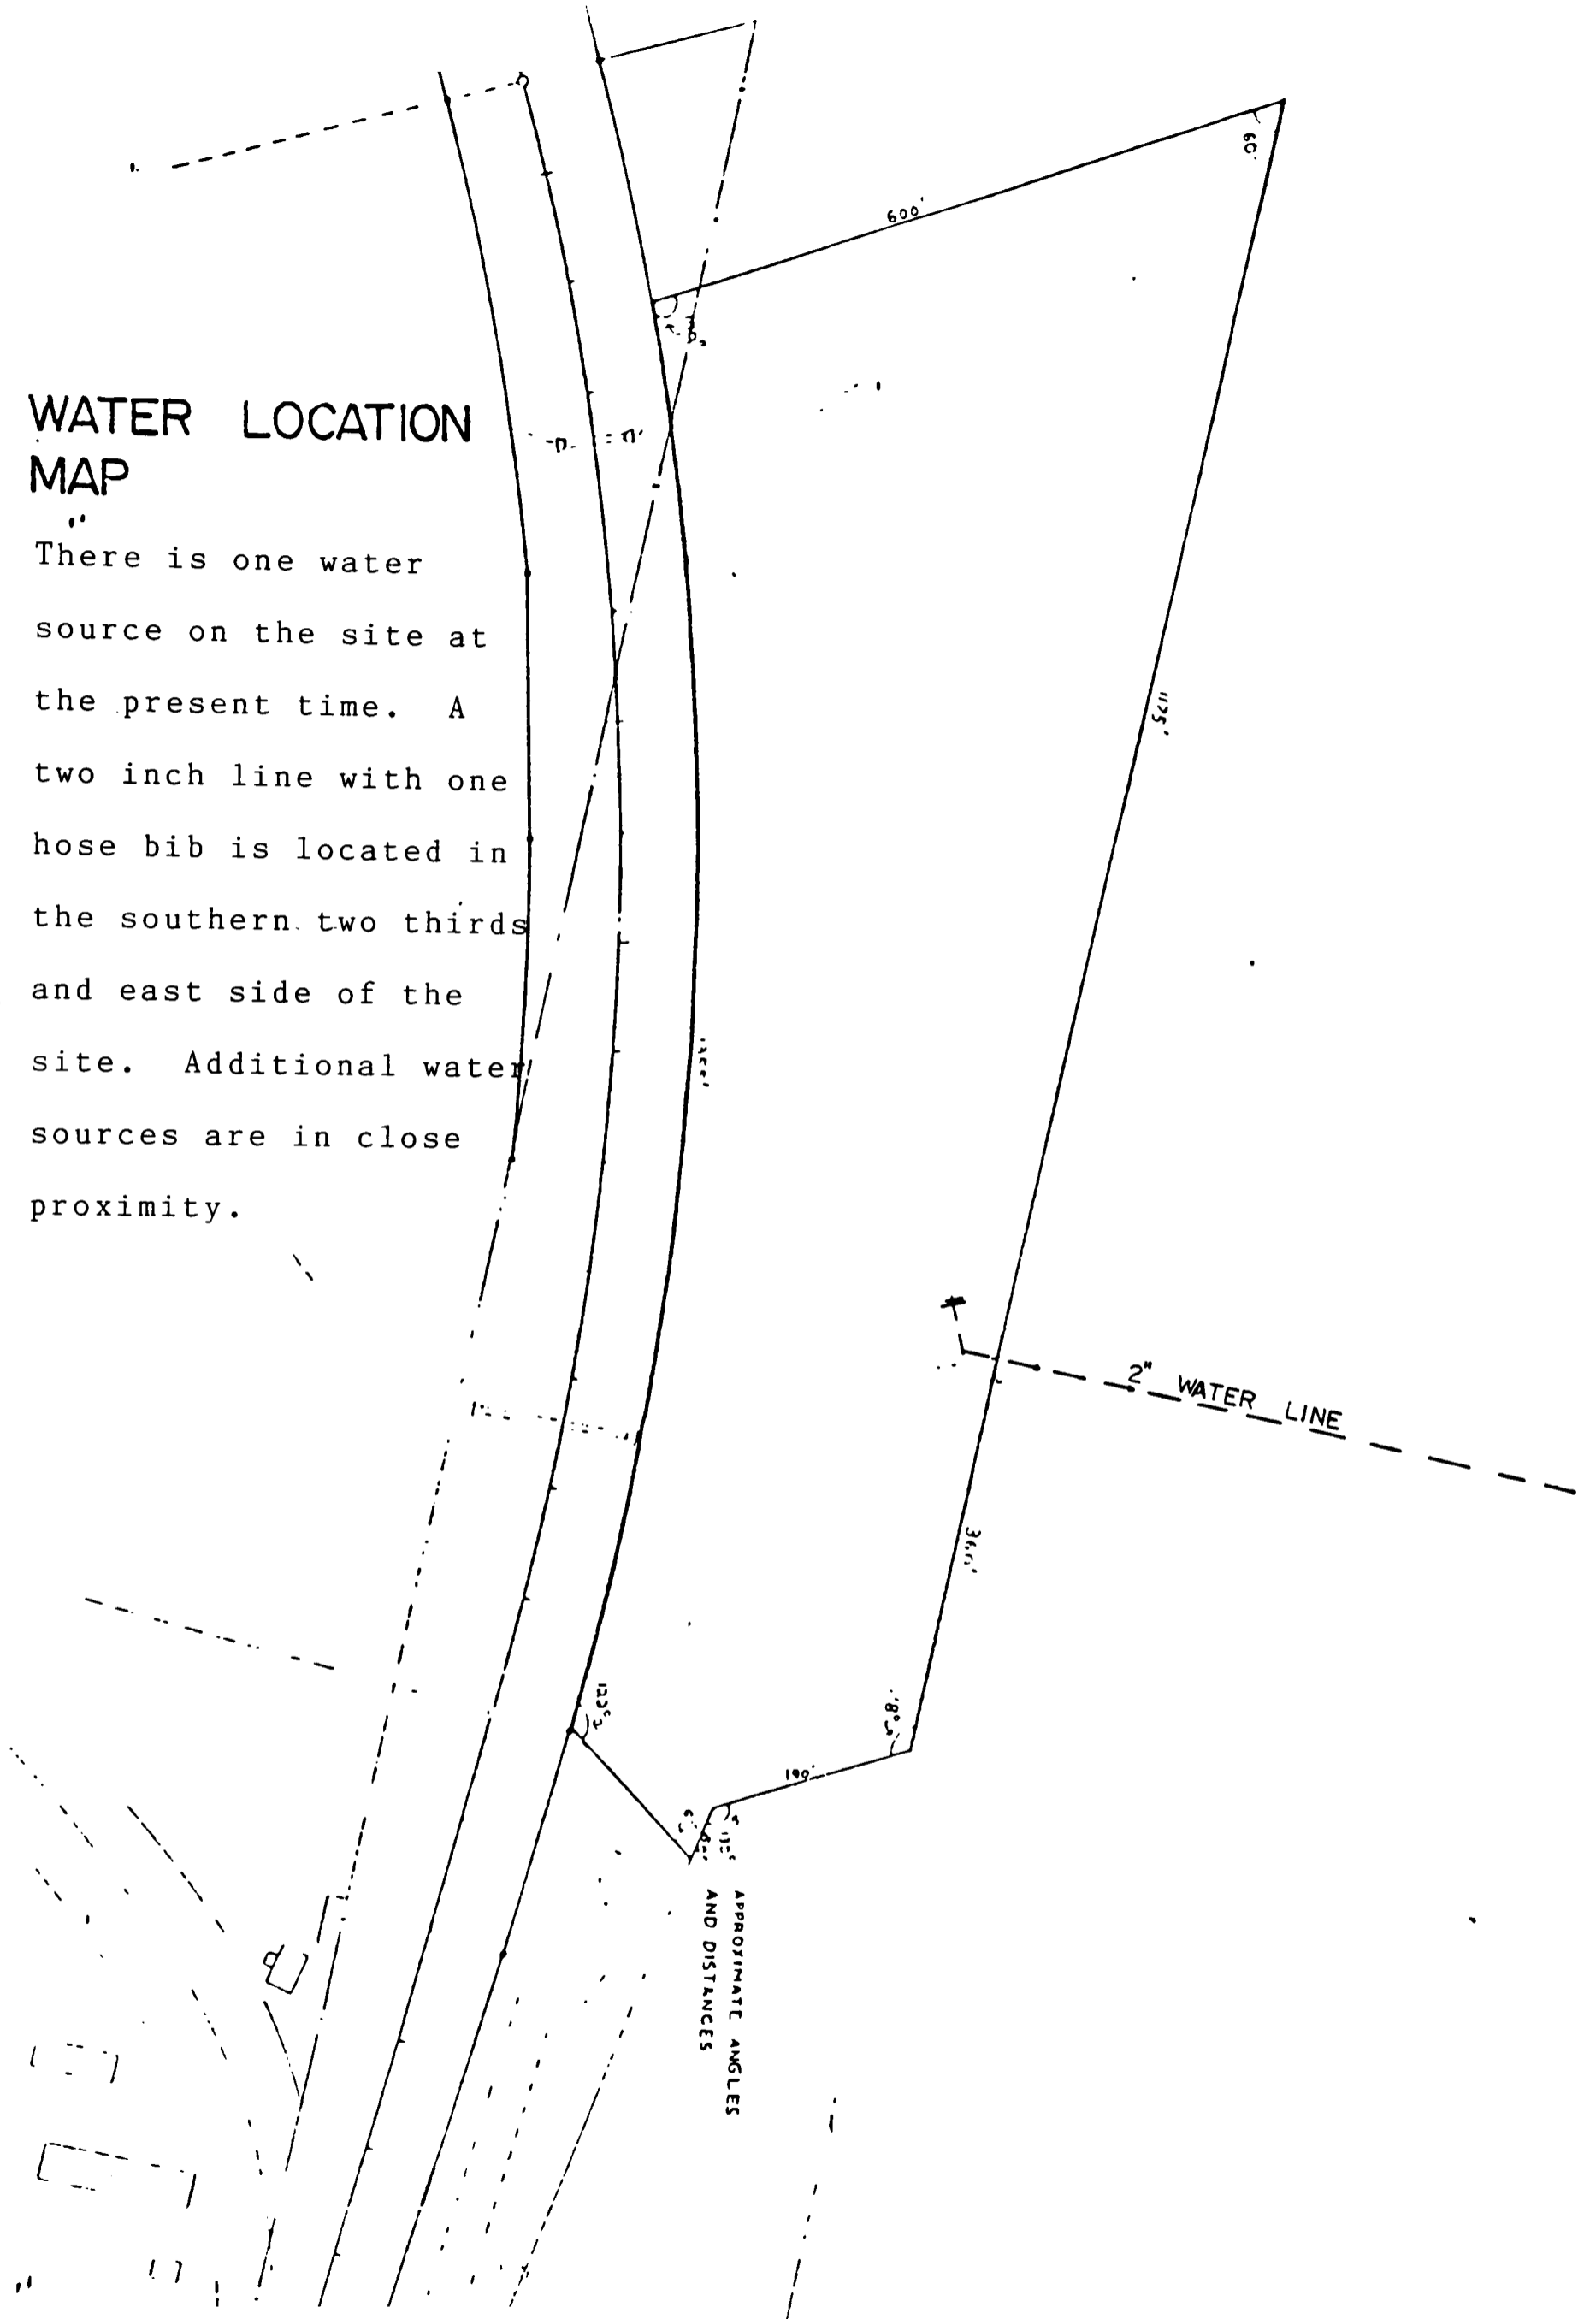 WATER LOCATION
MAP
There is one water
source on the site at
the present time. A
two inch line with one
hose bib is located in
the southern two thirds
and east side of the
site. Additional water
sources are in close
proximity.
600'
60°
1175'
2" WATER LINE
190'
APPROXIMATE ANGLES
AND DISTANCES